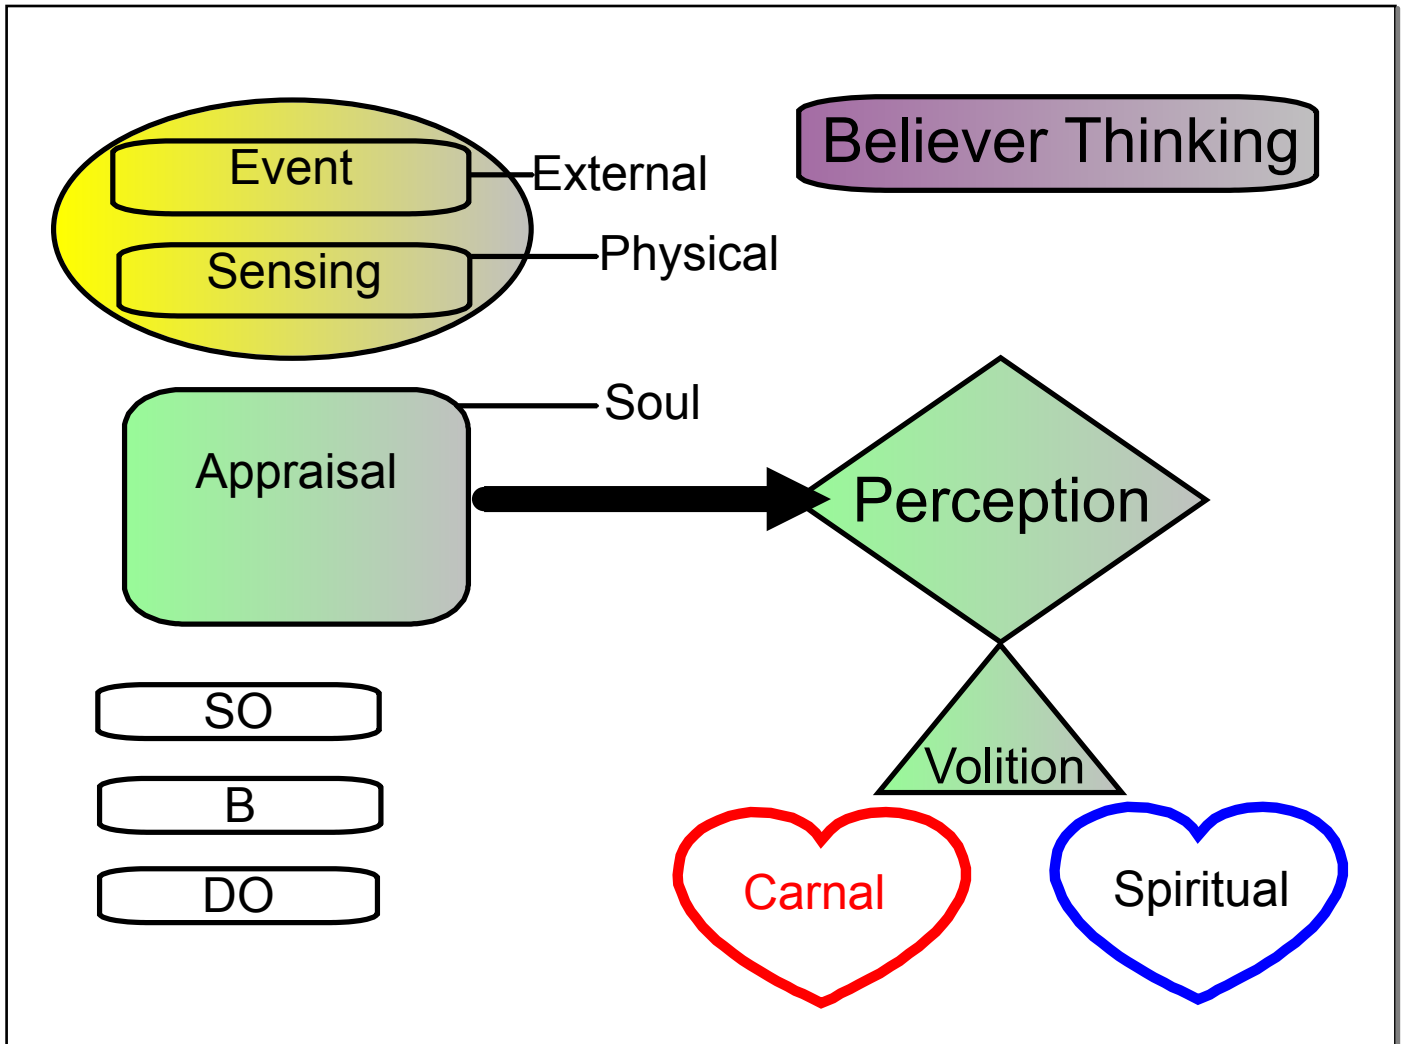 Believer Thinking
Event
External
Sensing
Physical
Soul
Appraisal
Perception
SO
B
DO
Volition
Carnal
Spiritual